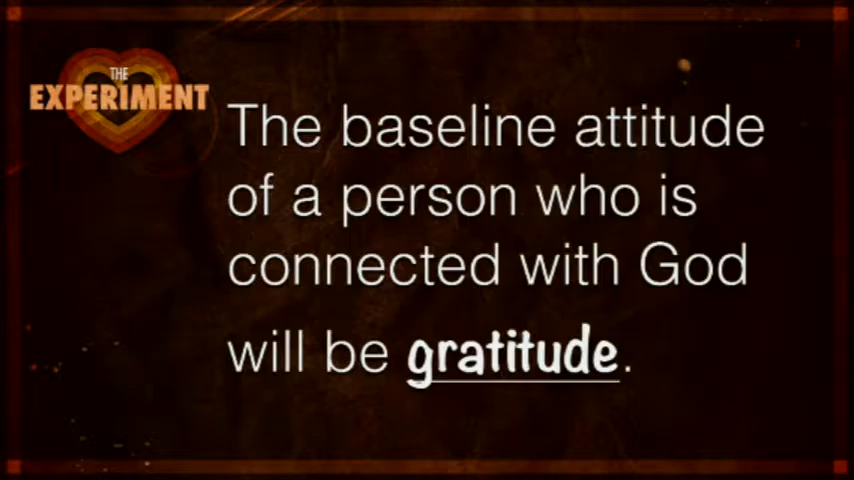 THE
EXPERIMENT
The baseline attitude
of a person who is
connected with God
will be gratitude.